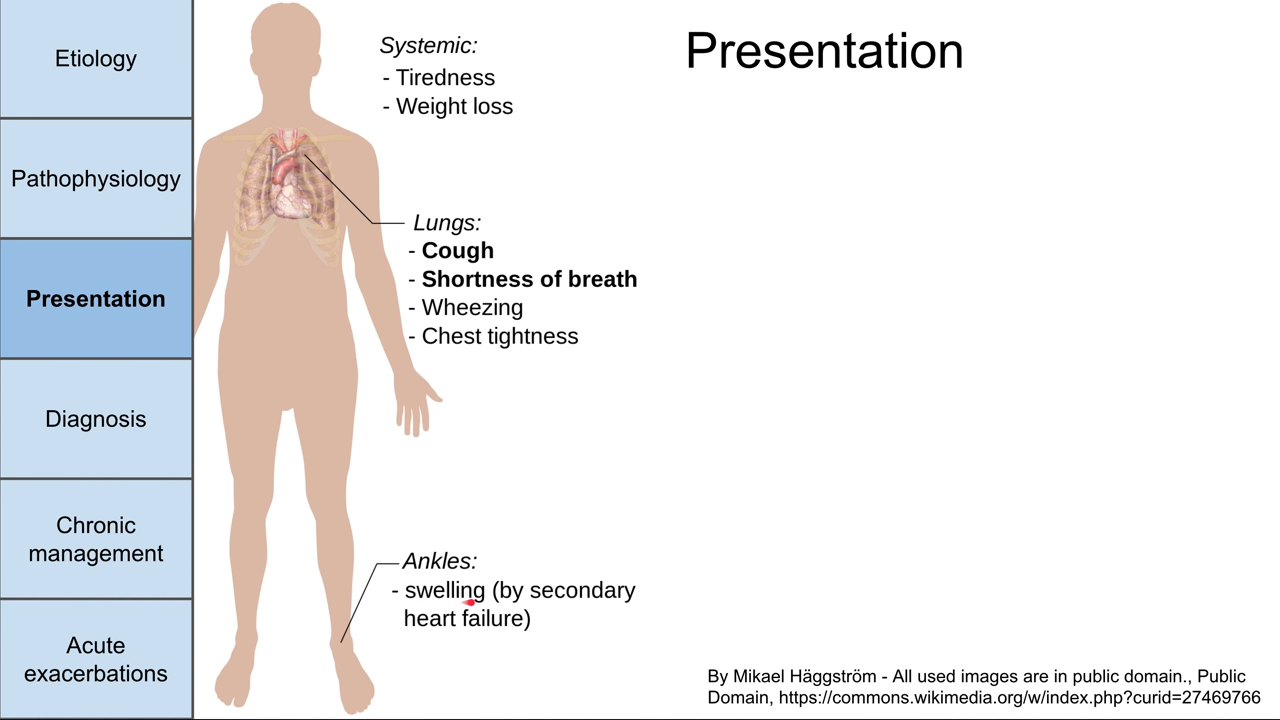 Etiology
Pathophysiology
Presentation
Diagnosis
Chronic
management
Acute
exacerbations
Presentation
Systemic:
- Tiredness
- Weight loss
Lungs:
- Cough
- Shortness of breath
- Wheezing
- Chest tightness
Ankles:
- swelling (by secondary
heart failure)
By Mikael Häggström - All used images are in public domain., Public
Domain, https://commons.wikimedia.org/w/index.php?curid=27469766